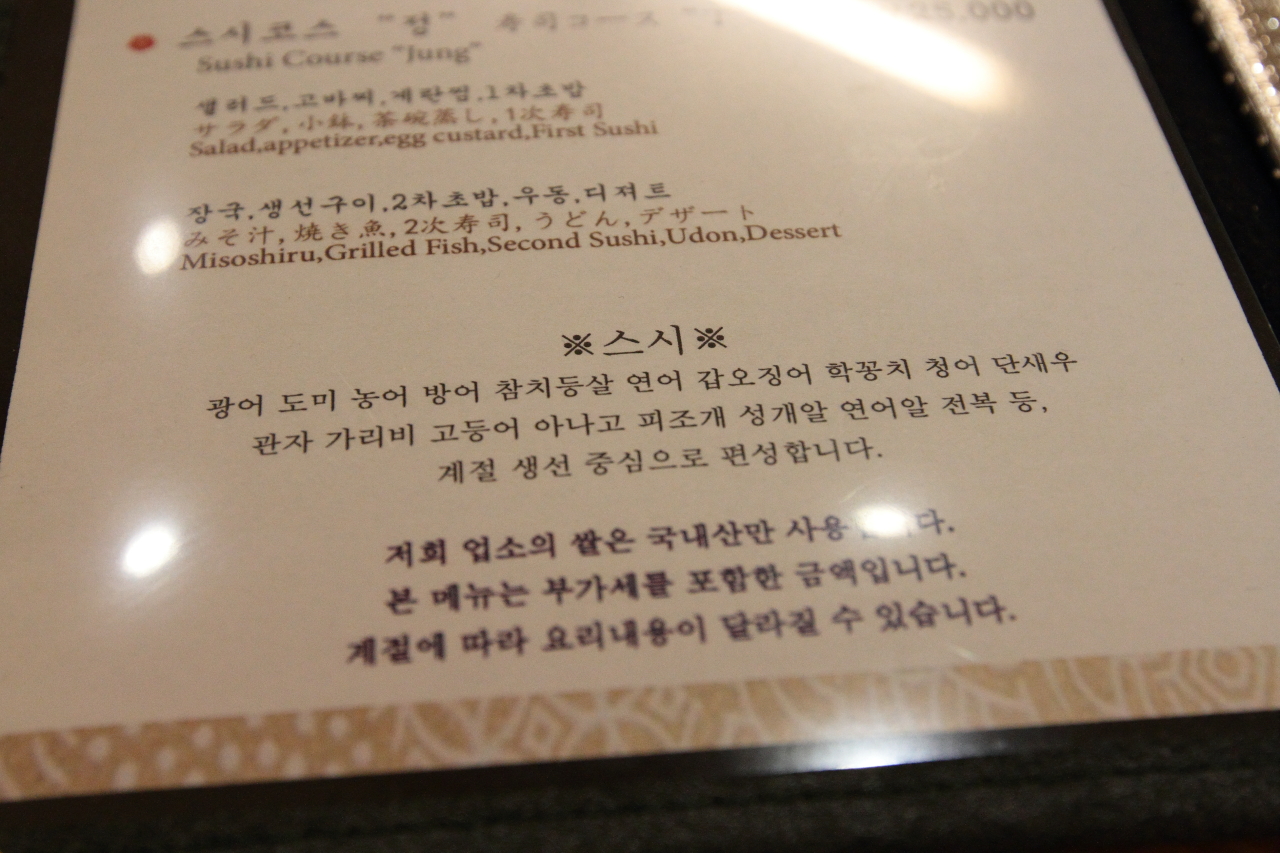 스시코스 "정" 寿司コース
Sushi Course "Jung"
샐러드,고바찌,계란찜,1차초밥
サラダ, 小鉢, 茶碗蒸し, 1次寿司
Salad,appetizer,egg custard,First Sushi
장국,생선구이,2차초밥,우동,디져트
みそ汁, 焼き魚, 2次寿司, うどん, デザート
Misoshiru,Grilled Fish,Second Sushi,Udon,Dessert
※스시※
광어 도미 농어 방어 참치등살 연어 갑오징어 학꽁치 청어 단새우
관자 가리비 고등어 아나고 피조개 성개알 연어알 전복 등,
계절 생선 중심으로 편성합니다.
저희 업소의 쌀은 국내산만
본 메뉴는 부가세를 포함한 금액입니다.
계절에 따라 요리내용이 달라질 수 있습니다.